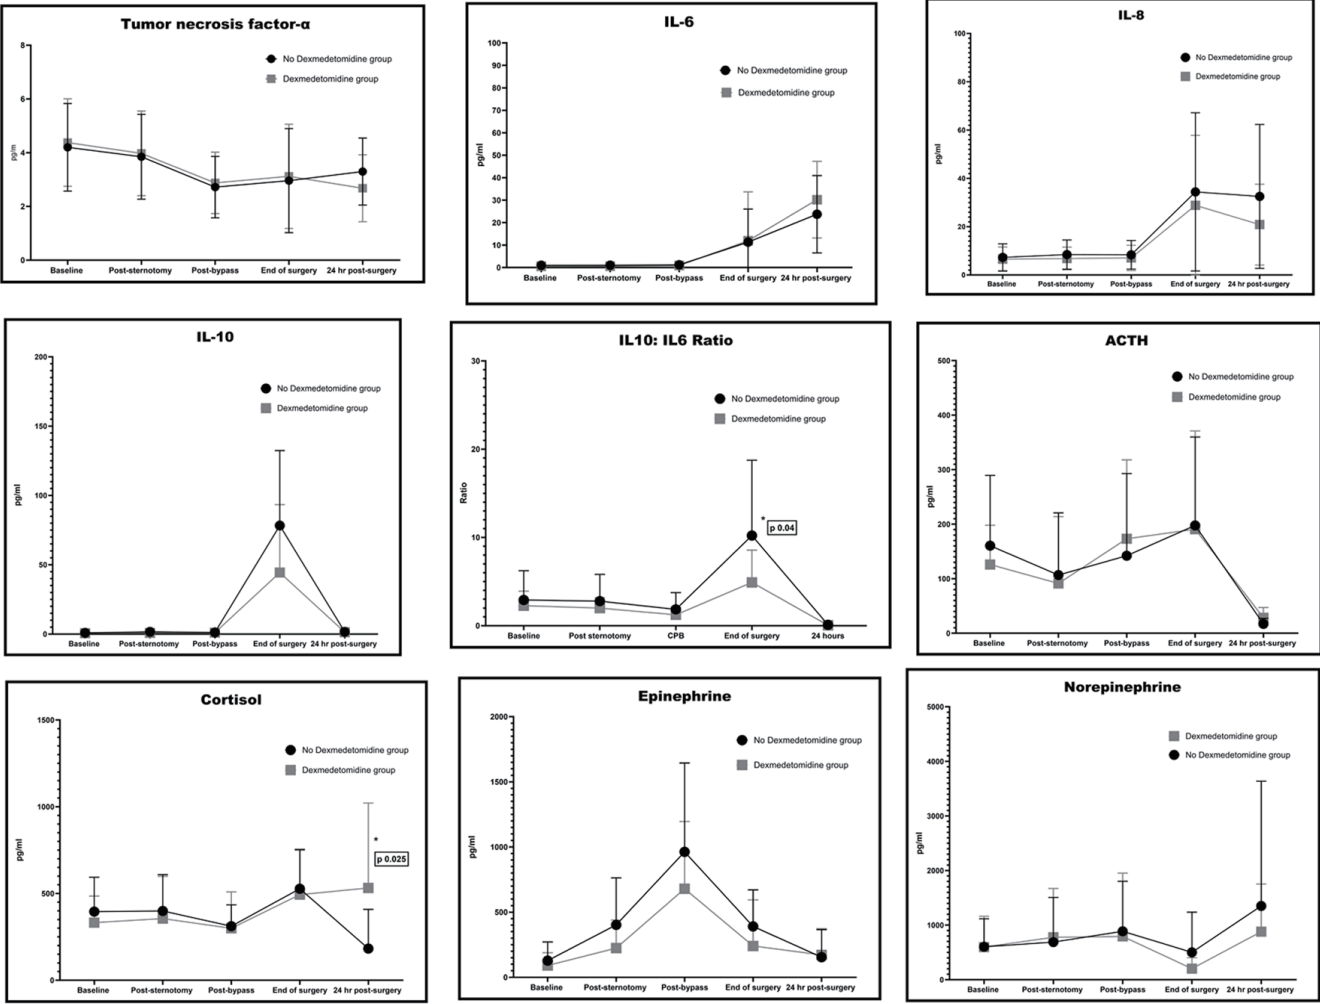 Tumor necrosis factor-α
No Dexmedetomidine group
Dexmedetomidine group
8
6
4
2
0
pg/m
Baseline Post-sternotomy Post-bypass End of surgery 24 hr post-surgery
IL-6
No Dexmedetomidine group
Dexmedetomidine group
100
90
80
70
60
50
40
30
20
10
0
pg/ml
Baseline Post-sternotomy Post-bypass End of surgery 24 hr post-surgery
IL-8
No Dexmedetomidine group
Dexmedetomidine group
100
80
60
40
20
0
pg/ml
Baseline Post-sternotomy Post-bypass End of surgery 24 hr post-surgery
IL-10
No Dexmedetomidine group
Dexmedetomidine group
200
150
100
50
0
pg/ml
Baseline Post-sternotomy Post-bypass End of surgery 24 hr post-surgery
IL10: IL6 Ratio
No Dexmedetomidine group
Dexmedetomidine group
30
20
10
0
Ratio
*
p 0.04
Baseline Post sternotomy CPB End of surgery 24 hours
ACTH
No Dexmedetomidine group
Dexmedetomidine group
500
400
300
200
100
0
pg/ml
Baseline Post-sternotomy Post-bypass End of surgery 24 hr post-surgery
Cortisol
No Dexmedetomidine group
Dexmedetomidine group
1500
1000
500
0
pg/ml
*
p 0.025
Baseline Post-sternotomy Post-bypass End of surgery 24 hr post-surgery
Epinephrine
No Dexmedetomidine group
Dexmedetomidine group
2000
1500
1000
500
0
pg/ml
Baseline Post-sternotomy Post-bypass End of surgery 24 hr post-surgery
Norepinephrine
Dexmedetomidine group
No Dexmedetomidine group
5000
4000
3000
2000
1000
0
pg/ml
Baseline Post-sternotomy Post-bypass End of surgery 24 hr post-surgery